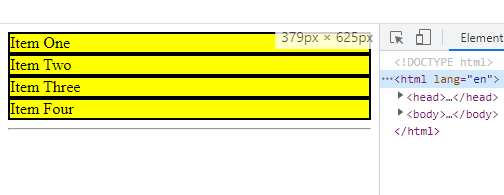 379px × 625px
Item One
Item Two
Item Three
Item Four
Element
<!DOCTYPE html>
<html lang="en">
<head>…</head>
<body>…</body>
</html>